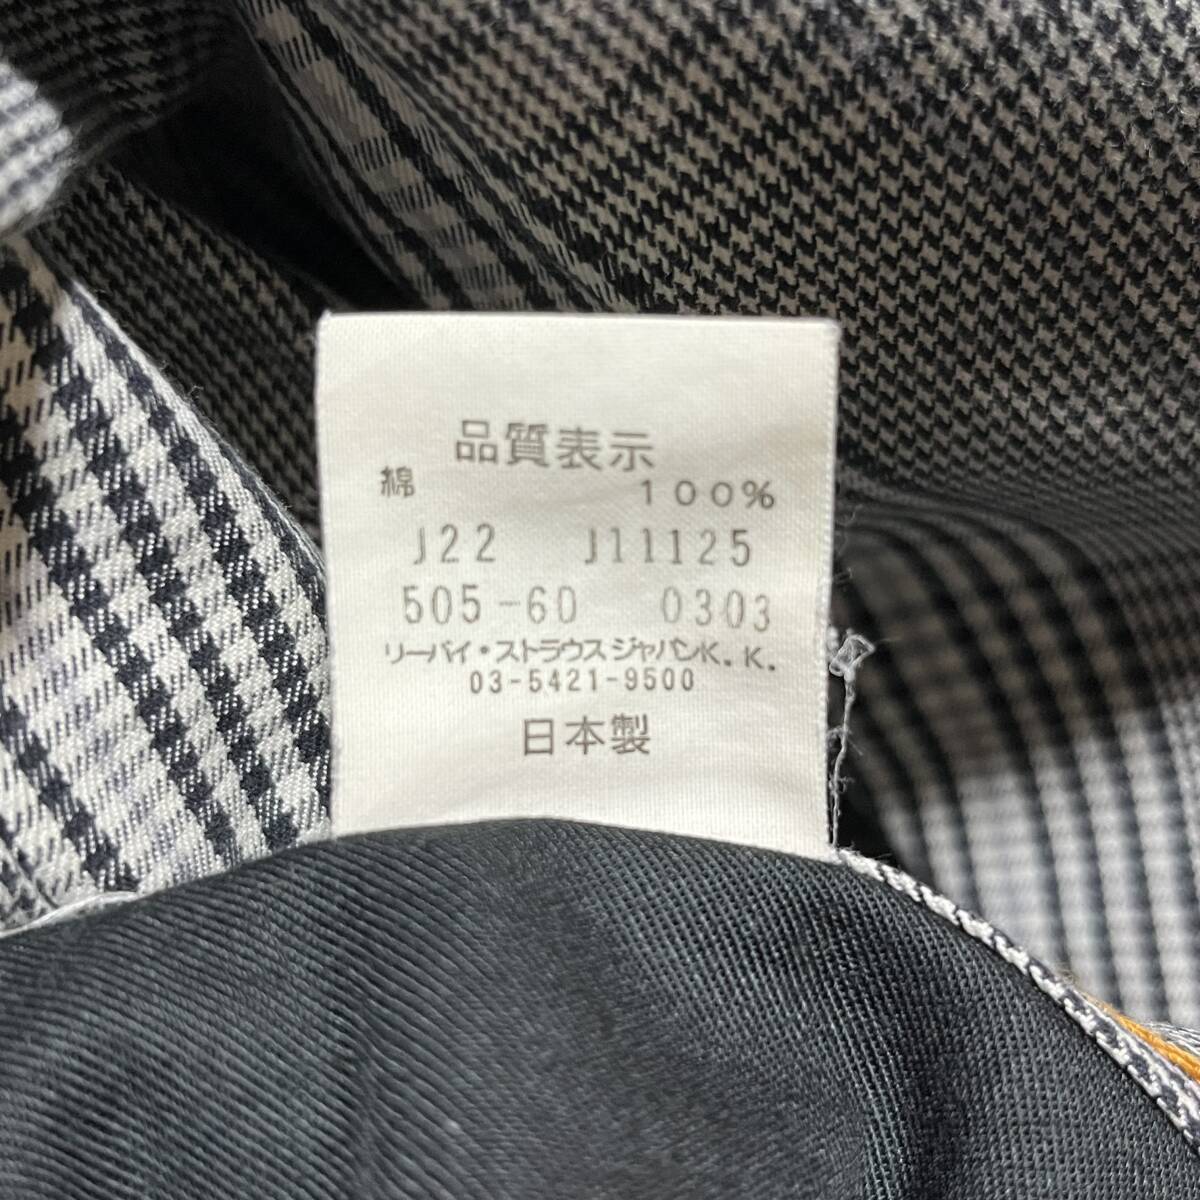 品質表示
綿 100%
J22 J11125
505-60 0303
リーバイ・ストラウスジャパンK.K.
03-5421-9500
日本製